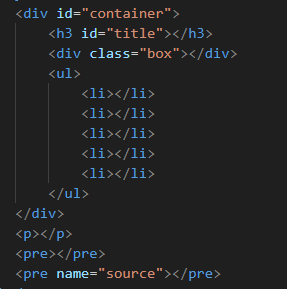 <div id="container">
<h3 id="title"></h3>
<div class="box"></div>
<ul>
<li></li>
<li></li>
<li></li>
<li></li>
<li></li>
</ul>
</div>
<p></p>
<pre></pre>
<pre name="source"></pre>